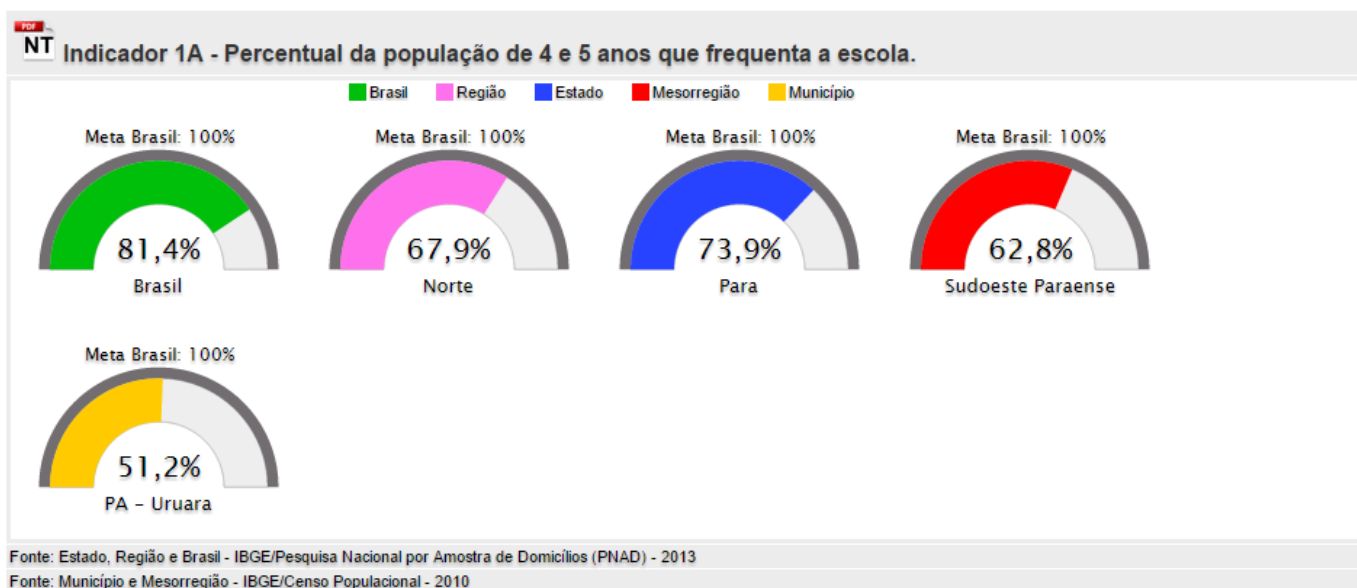 PDF
NT Indicador 1A - Percentual da população de 4 e 5 anos que frequenta a escola.
Brasil Região Estado Mesorregião Município
Meta Brasil: 100% Meta Brasil: 100% Meta Brasil: 100% Meta Brasil: 100%
81,4% 67,9% 73,9% 62,8%
Brasil Norte Para Sudoeste Paraense
Meta Brasil: 100%
51,2%
PA - Uruara
Fonte: Estado, Região e Brasil - IBGE/Pesquisa Nacional por Amostra de Domicílios (PNAD) - 2013
Fonte: Município e Mesorregião - IBGE/Censo Populacional - 2010